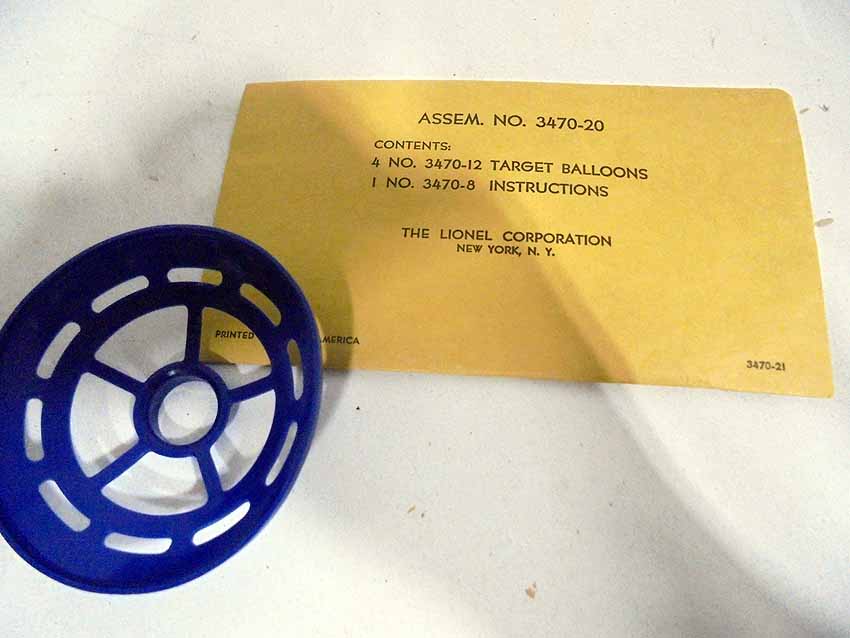 ASSEM. NO. 3470-20
CONTENTS:
4 NO. 3470-12 TARGET BALLOONS
1 NO. 3470-8 INSTRUCTIONS
THE LIONEL CORPORATION
NEW YORK, N. Y.
PRINTED
3470-21